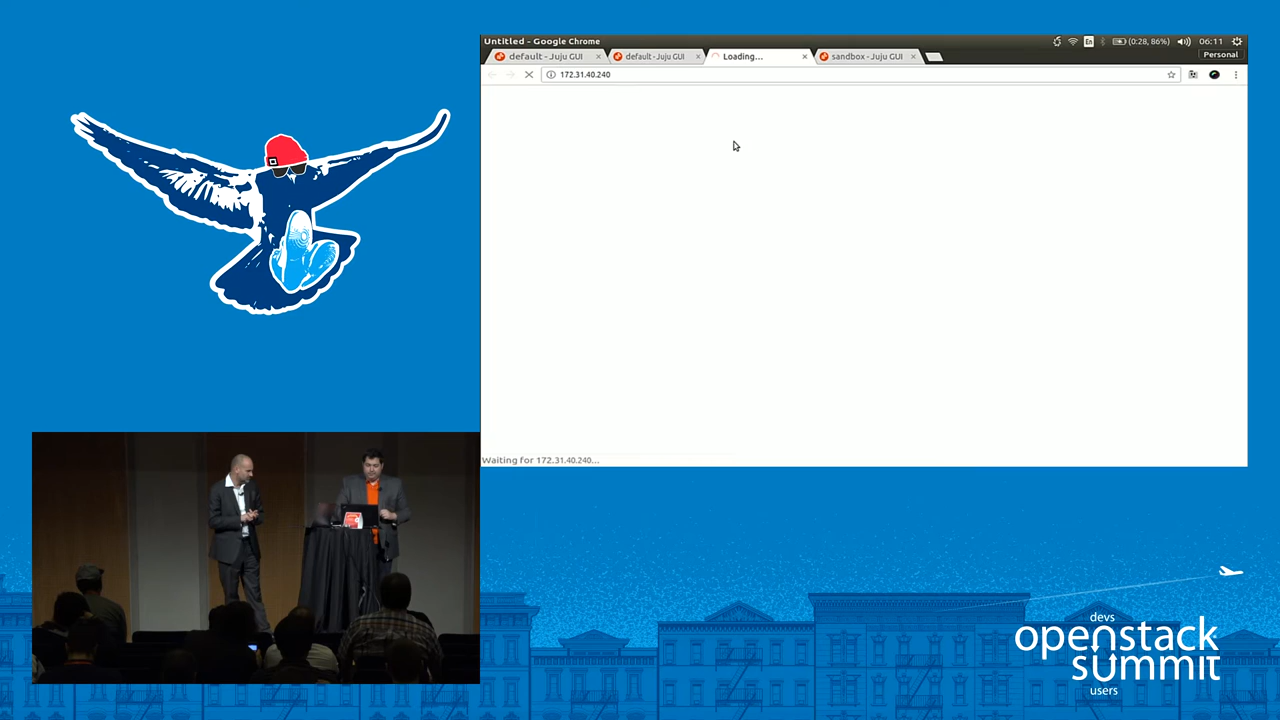 Untitled - Google Chrome
En
(0:28, 86%)
06:11
default - Juju GUI
default - Juju GUI
Loading...
sandbox - Juju GUI
Personal
172.31.40.240
Waiting for 172.31.40.240...
devs
openstack
summit
users